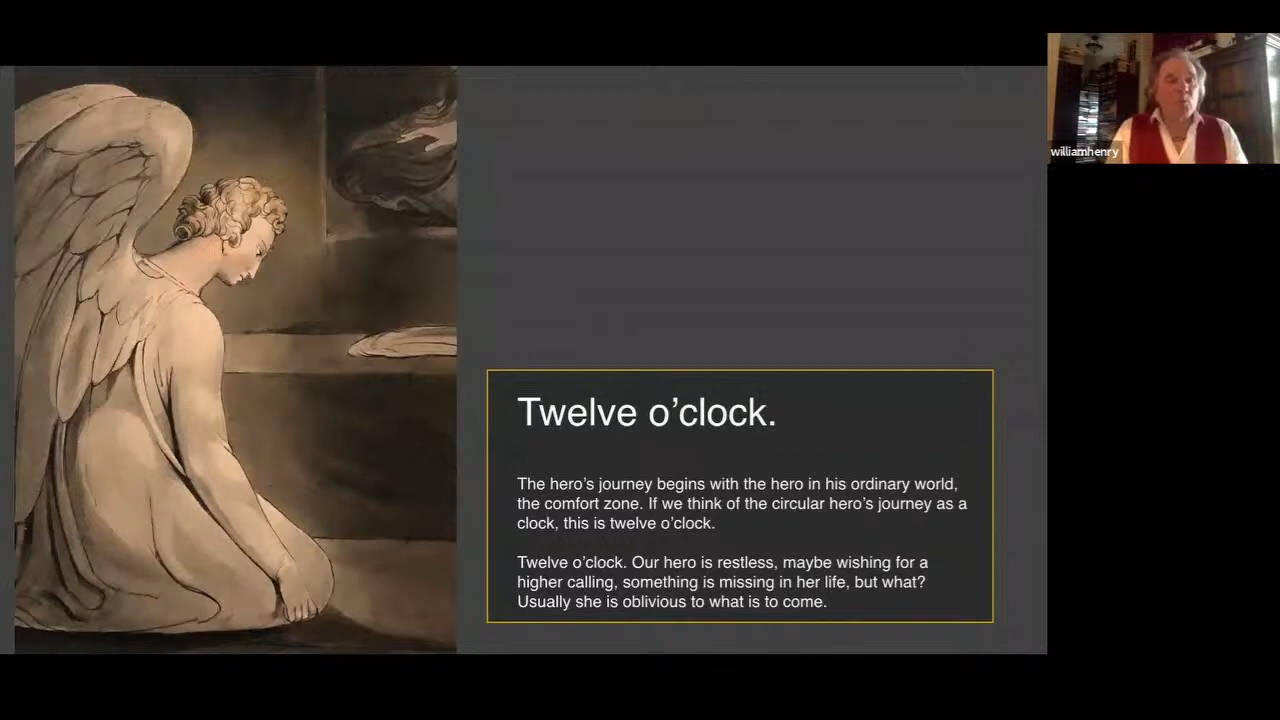 williamhenry
Twelve o’clock.
The hero’s journey begins with the hero in his ordinary world,
the comfort zone. If we think of the circular hero’s journey as a
clock, this is twelve o’clock.
Twelve o’clock. Our hero is restless, maybe wishing for a
higher calling, something is missing in her life, but what?
Usually she is oblivious to what is to come.